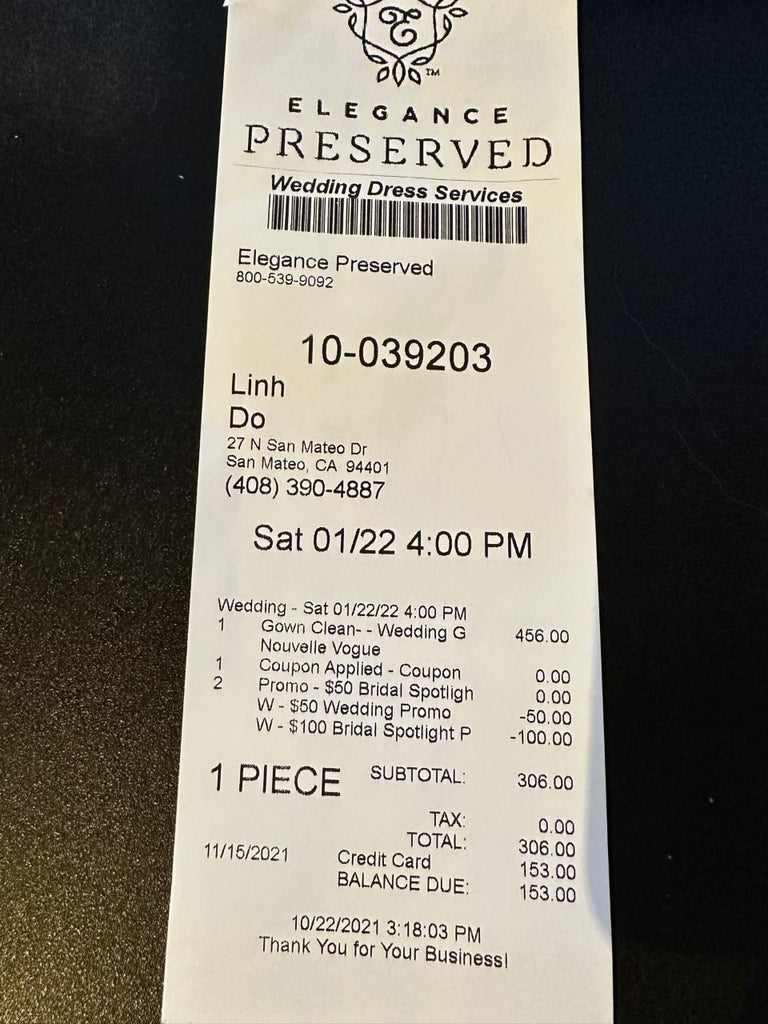 E
TM
ELEGANCE
PRESERVED
Wedding Dress Services
Elegance Preserved
800-539-9092
10-039203
Linh
Do
27 N San Mateo Dr
San Mateo, CA 94401
(408) 390-4887
Sat 01/22 4:00 PM
Wedding - Sat 01/22/22 4:00 PM
1 Gown Clean- - Wedding G 456.00
Nouvelle Vogue
1 Coupon Applied - Coupon 0.00
2 Promo - $50 Bridal Spotligh 0.00
W - $50 Wedding Promo -50.00
W - $100 Bridal Spotlight P -100.00
1 PIECE SUBTOTAL: 306.00
TAX: 0.00
TOTAL: 306.00
11/15/2021 Credit Card 153.00
BALANCE DUE: 153.00
10/22/2021 3:18:03 PM
Thank You for Your Business!